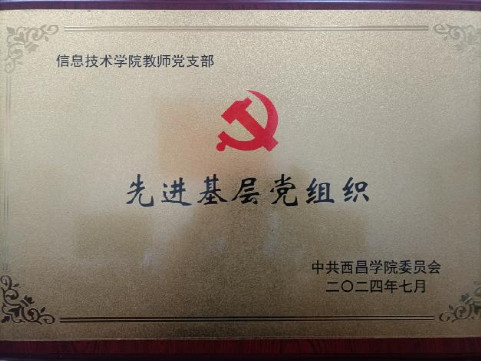 信息技术学院教师党支部
先进基层党组织
中共西昌学院委员会
二〇二四年七月